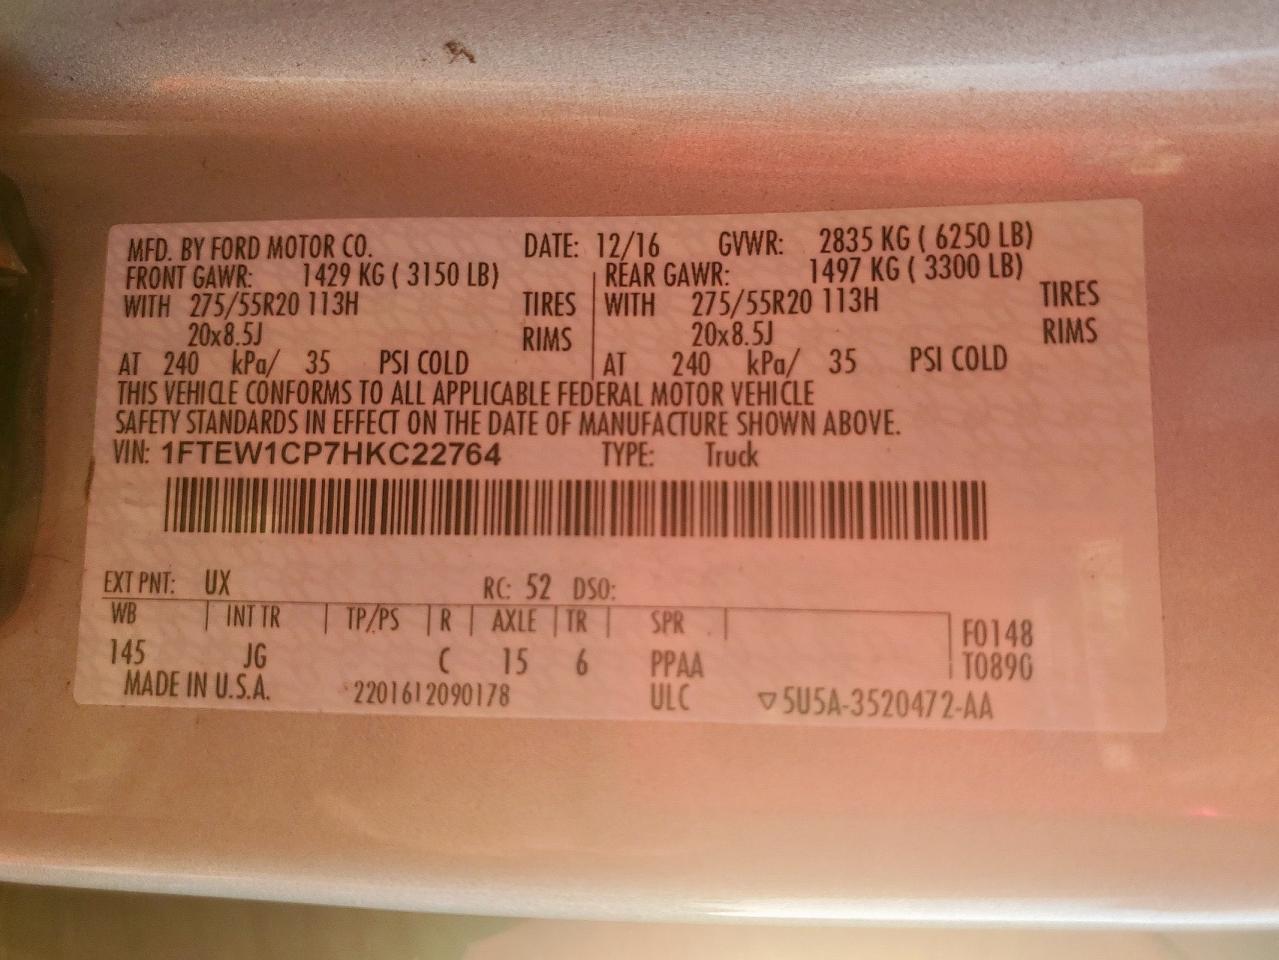 MFD. BY FORD MOTOR CO. DATE: 12/16 GVWR: 2835 KG ( 6250 LB)
FRONT GAWR: 1429 KG ( 3150 LB) REAR GAWR: 1497 KG ( 3300 LB)
WITH 275/55R20 113H TIRES WITH 275/55R20 113H TIRES
20x8.5J RIMS 20x8.5J RIMS
AT 240 kPa/ 35 PSI COLD AT 240 kPa/ 35 PSI COLD
THIS VEHICLE CONFORMS TO ALL APPLICABLE FEDERAL MOTOR VEHICLE
SAFETY STANDARDS IN EFFECT ON THE DATE OF MANUFACTURE SHOWN ABOVE.
VIN: 1FTEW1CP7HKC22764 TYPE: Truck
EXT PNT: UX RC: 52 DSO:
WB INT TR TP/PS R AXLE TR SPR F0148
145 JG C 15 6 PPAA T0890
MADE IN U.S.A. 2201612090178 ULC ▽5U5A-3520472-AA